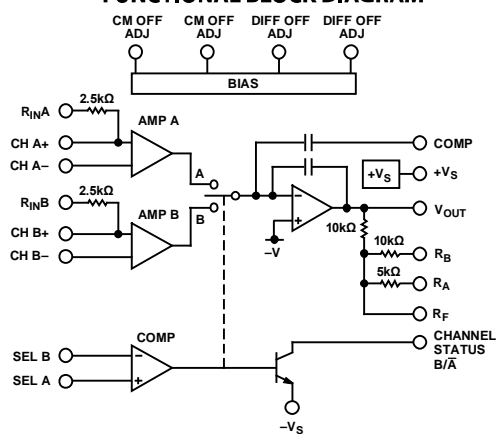 FUNCTIONAL BLOCK DIAGRAM
CM OFF ADJ
CM OFF ADJ
DIFF OFF ADJ
DIFF OFF ADJ
BIAS
RINA
2.5kΩ
AMP A
CH A+
CH A–
A
RINB
2.5kΩ
AMP B
B
CH B+
CH B–
COMP
+VS
+VS
–
+
–V
VOUT
10kΩ
10kΩ
RB
5kΩ
RA
RF
COMP
SEL B
–
SEL A
+
CHANNEL
STATUS
B/A̅
–VS